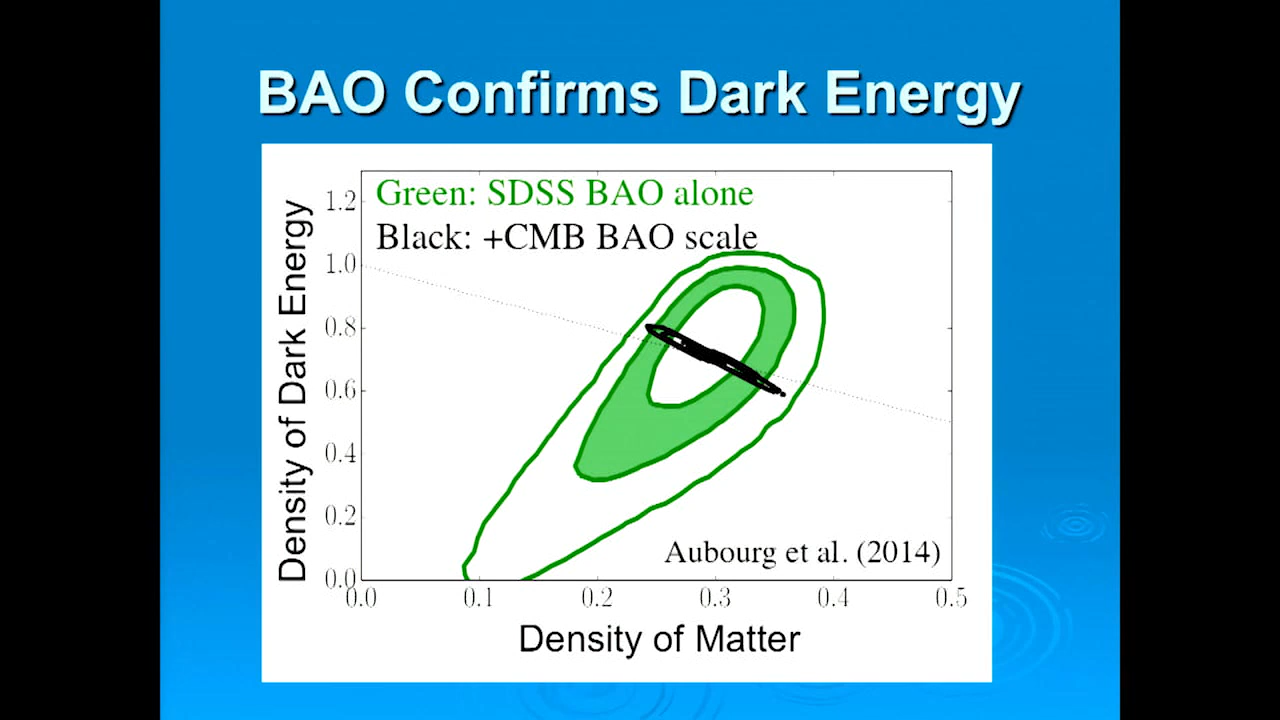 BAO Confirms Dark Energy
Green: SDSS BAO alone
Black: +CMB BAO scale
Density of Dark Energy
1.2
1.0
0.8
0.6
0.4
0.2
0.0
Aubourg et al. (2014)
0.0 0.1 0.2 0.3 0.4 0.5
Density of Matter